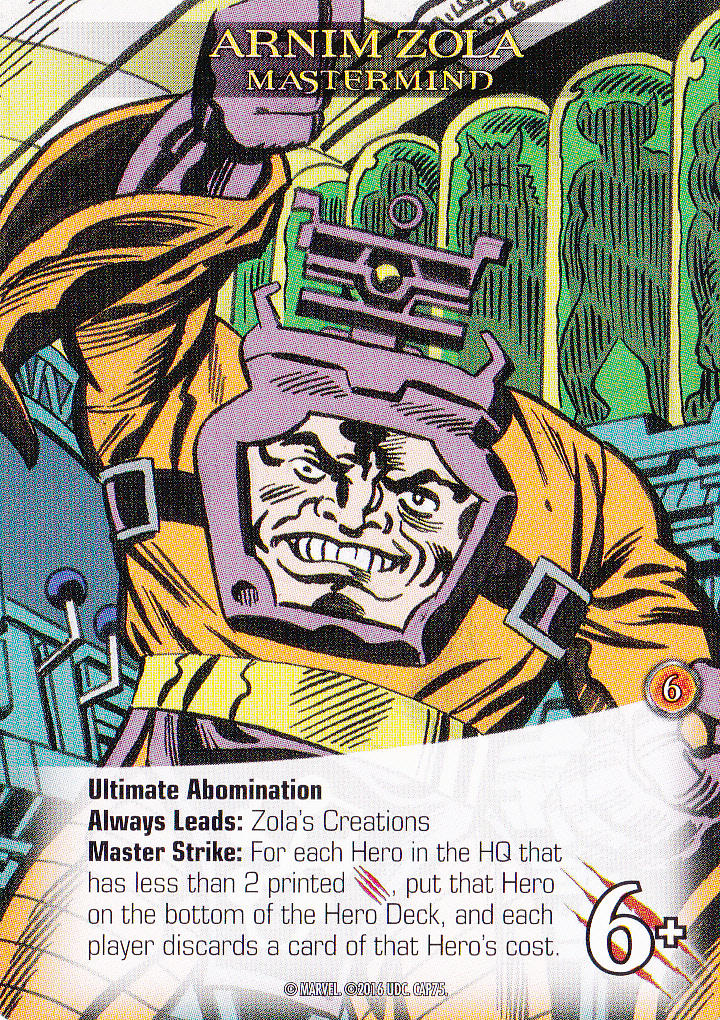 2016
ARNIM ZOLA
MASTERMIND
6
Ultimate Abomination
Always Leads: Zola's Creations
Master Strike: For each Hero in the HQ that
has less than 2 printed , put that Hero
on the bottom of the Hero Deck, and each
player discards a card of that Hero's cost.
6+
© MARVEL. ©2016 UDC. CAP75.